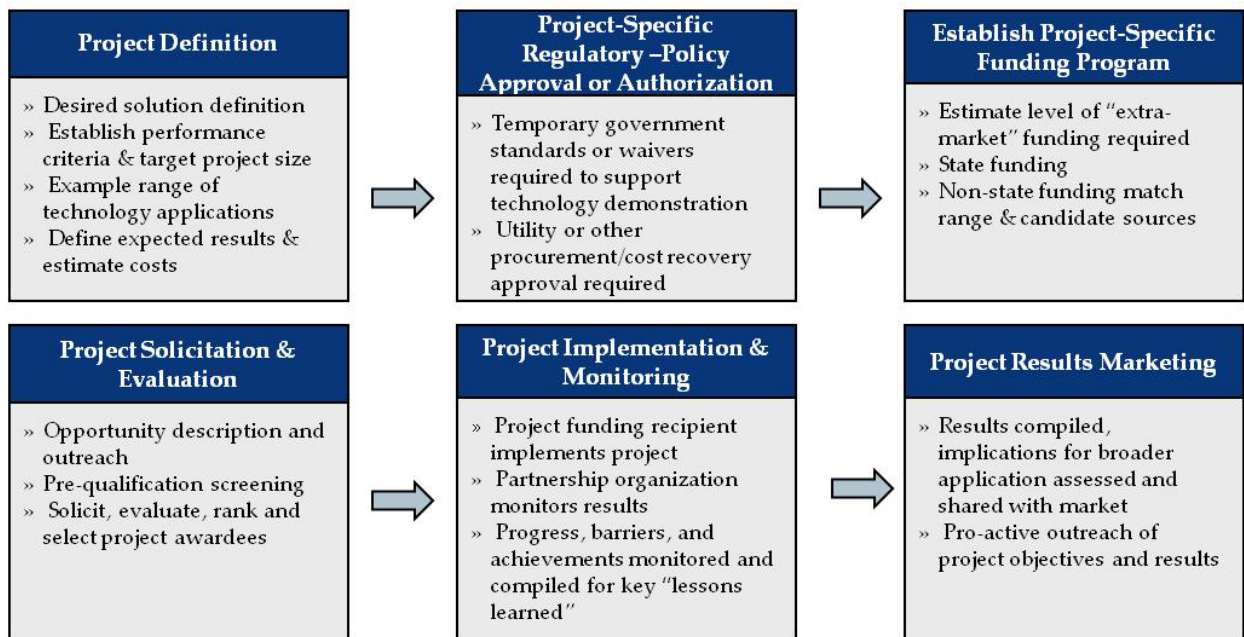 Project Definition
» Desired solution definition
» Establish performance
criteria & target project size
» Example range of
technology applications
» Define expected results &
estimate costs
Project-Specific
Regulatory –Policy
Approval or Authorization
» Temporary government
standards or waivers
required to support
technology demonstration
» Utility or other
procurement/cost recovery
approval required
Establish Project-Specific
Funding Program
» Estimate level of “extra-
market” funding required
» State funding
» Non-state funding match
range & candidate sources
Project Solicitation &
Evaluation
» Opportunity description and
outreach
» Pre-qualification screening
» Solicit, evaluate, rank and
select project awardees
Project Implementation &
Monitoring
» Project funding recipient
implements project
» Partnership organization
monitors results
» Progress, barriers, and
achievements monitored and
compiled for key “lessons
learned”
Project Results Marketing
» Results compiled,
implications for broader
application assessed and
shared with market
» Pro-active outreach of
project objectives and results